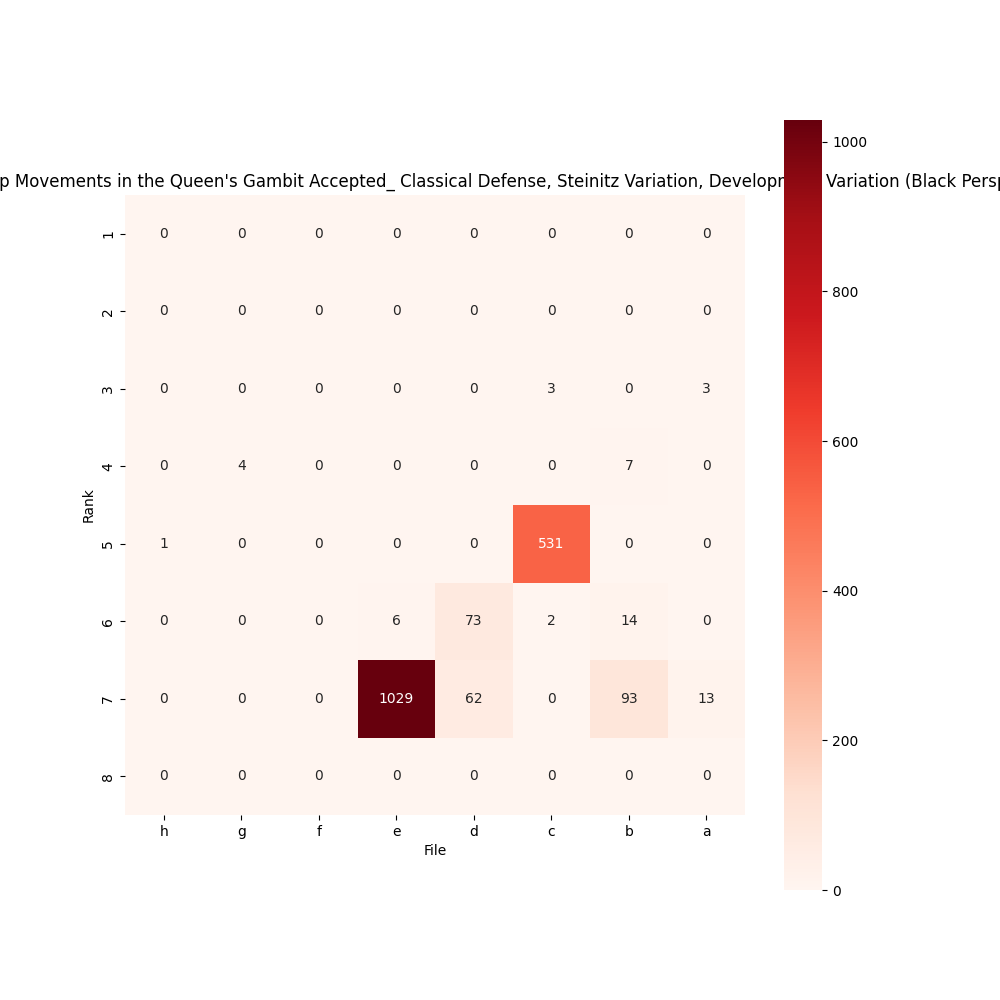 p Movements in the Queen's Gambit Accepted_ Classical Defense, Steinitz Variation, Development Variation (Black Persp
1000
800
600
400
200
0
Rank
1 0 0 0 0 0 0 0 0
2 0 0 0 0 0 0 0 0
3 0 0 0 0 0 3 0 3
4 0 4 0 0 0 0 7 0
5 1 0 0 0 0 531 0 0
6 0 0 0 6 73 2 14 0
7 0 0 0 1029 62 0 93 13
8 0 0 0 0 0 0 0 0
h g f e d c b a
File